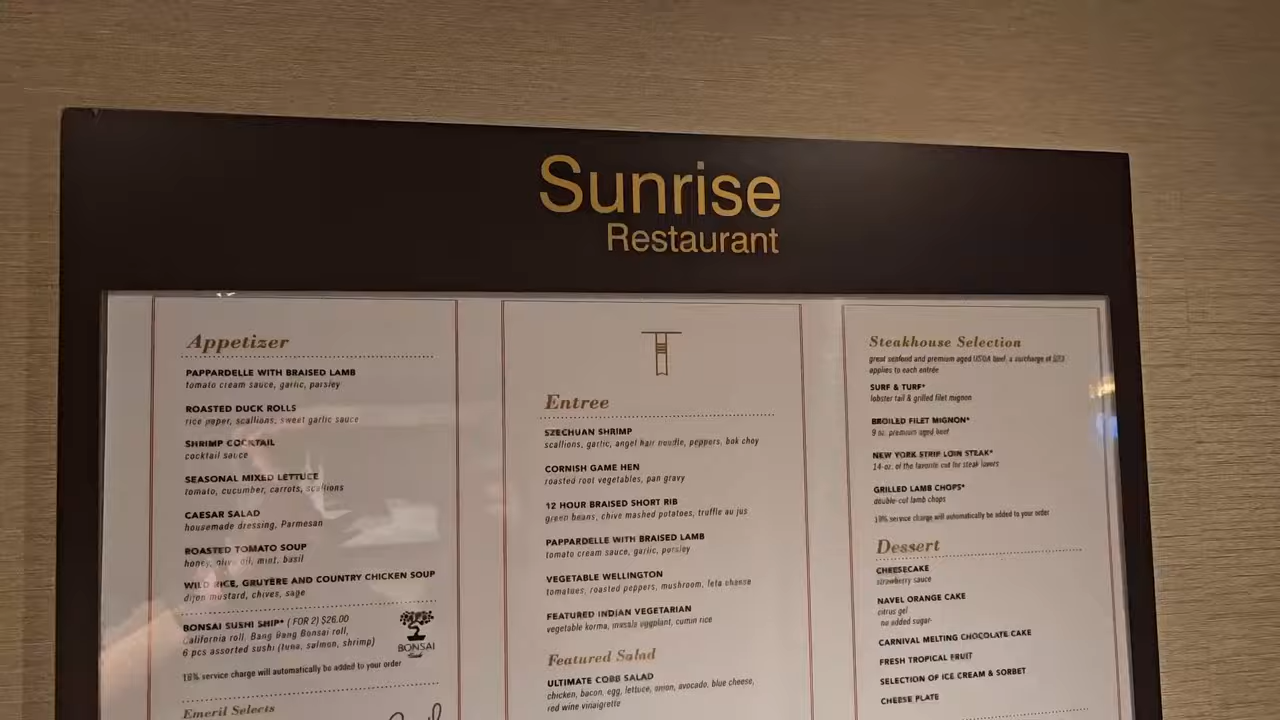 Sunrise
Restaurant
Appetizer
PAPPARDELLE WITH BRAISED LAMB
tomato cream sauce, garlic, parsley
ROASTED DUCK ROLLS
rice paper, scallions, sweet garlic sauce
SHRIMP COCKTAIL
cocktail sauce
SEASONAL MIXED LETTUCE
tomato, cucumber, carrots, scallions
CAESAR SALAD
housemade dressing, Parmesan
ROASTED TOMATO SOUP
honey, olive oil, mint, basil
WILD RICE, GRUYÈRE AND COUNTRY CHICKEN SOUP
dijon mustard, chives, sage
BONSAI SUSHI SHIP* ( FOR 2) $26.00
California roll, Bang Bang Bonsai roll,
6 pcs assorted sushi (tuna, salmon, shrimp)
BONSAI
Sushi
18% service charge will automatically be added to your order
Emeril Selects
Entree
SZECHUAN SHRIMP
scallions, garlic, angel hair noodle, peppers, bok choy
CORNISH GAME HEN
roasted root vegetables, pan gravy
12 HOUR BRAISED SHORT RIB
green beans, chive mashed potatoes, truffle au jus
PAPPARDELLE WITH BRAISED LAMB
tomato cream sauce, garlic, parsley
VEGETABLE WELLINGTON
tomatoes, roasted peppers, mushroom, feta cheese
FEATURED INDIAN VEGETARIAN
vegetable korma, masala eggplant, cumin rice
Featured Salad
ULTIMATE COBB SALAD
chicken, bacon, egg, lettuce, onion, avocado, blue cheese,
red wine vinaigrette
Steakhouse Selection
great seafood and premium aged USDA beef, a surcharge of
applies to each entrée
SURF & TURF*
lobster tail & grilled filet mignon
BROILED FILET MIGNON*
9 oz. premium aged beef
NEW YORK STRIP LOIN STEAK*
14-oz. of the favorite cut for steak lovers
GRILLED LAMB CHOPS*
double-cut lamb chops
18% service charge will automatically be added to your order
Dessert
CHEESECAKE
strawberry sauce
NAVEL ORANGE CAKE
citrus gel
no added sugar
CARNIVAL MELTING CHOCOLATE CAKE
FRESH TROPICAL FRUIT
SELECTION OF ICE CREAM & SORBET
CHEESE PLATE